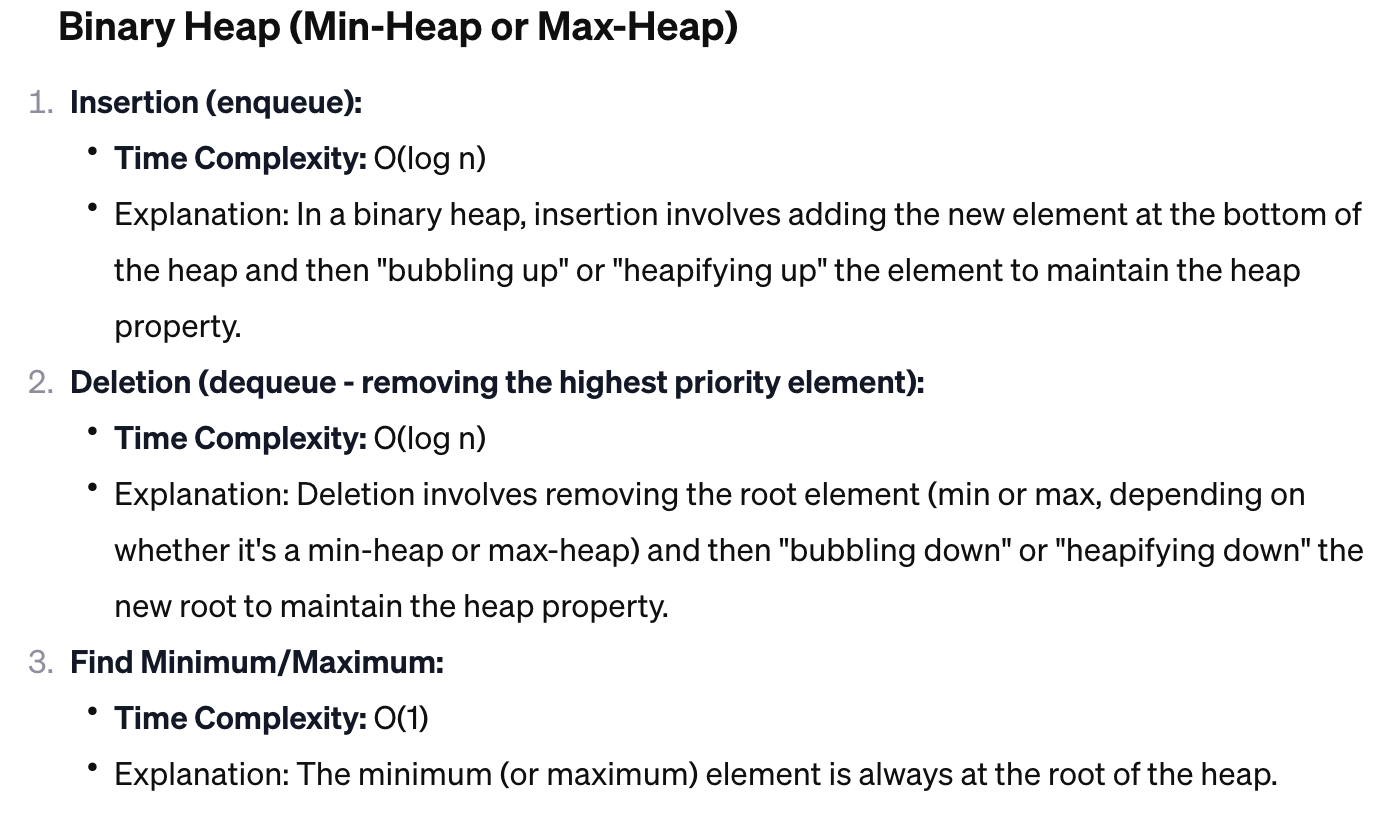 Binary Heap (Min-Heap or Max-Heap)
1. Insertion (enqueue):
• Time Complexity: O(log n)
• Explanation: In a binary heap, insertion involves adding the new element at the bottom of
the heap and then "bubbling up" or "heapifying up" the element to maintain the heap
property.
2. Deletion (dequeue - removing the highest priority element):
• Time Complexity: O(log n)
• Explanation: Deletion involves removing the root element (min or max, depending on
whether it's a min-heap or max-heap) and then "bubbling down" or "heapifying down" the
new root to maintain the heap property.
3. Find Minimum/Maximum:
• Time Complexity: O(1)
• Explanation: The minimum (or maximum) element is always at the root of the heap.